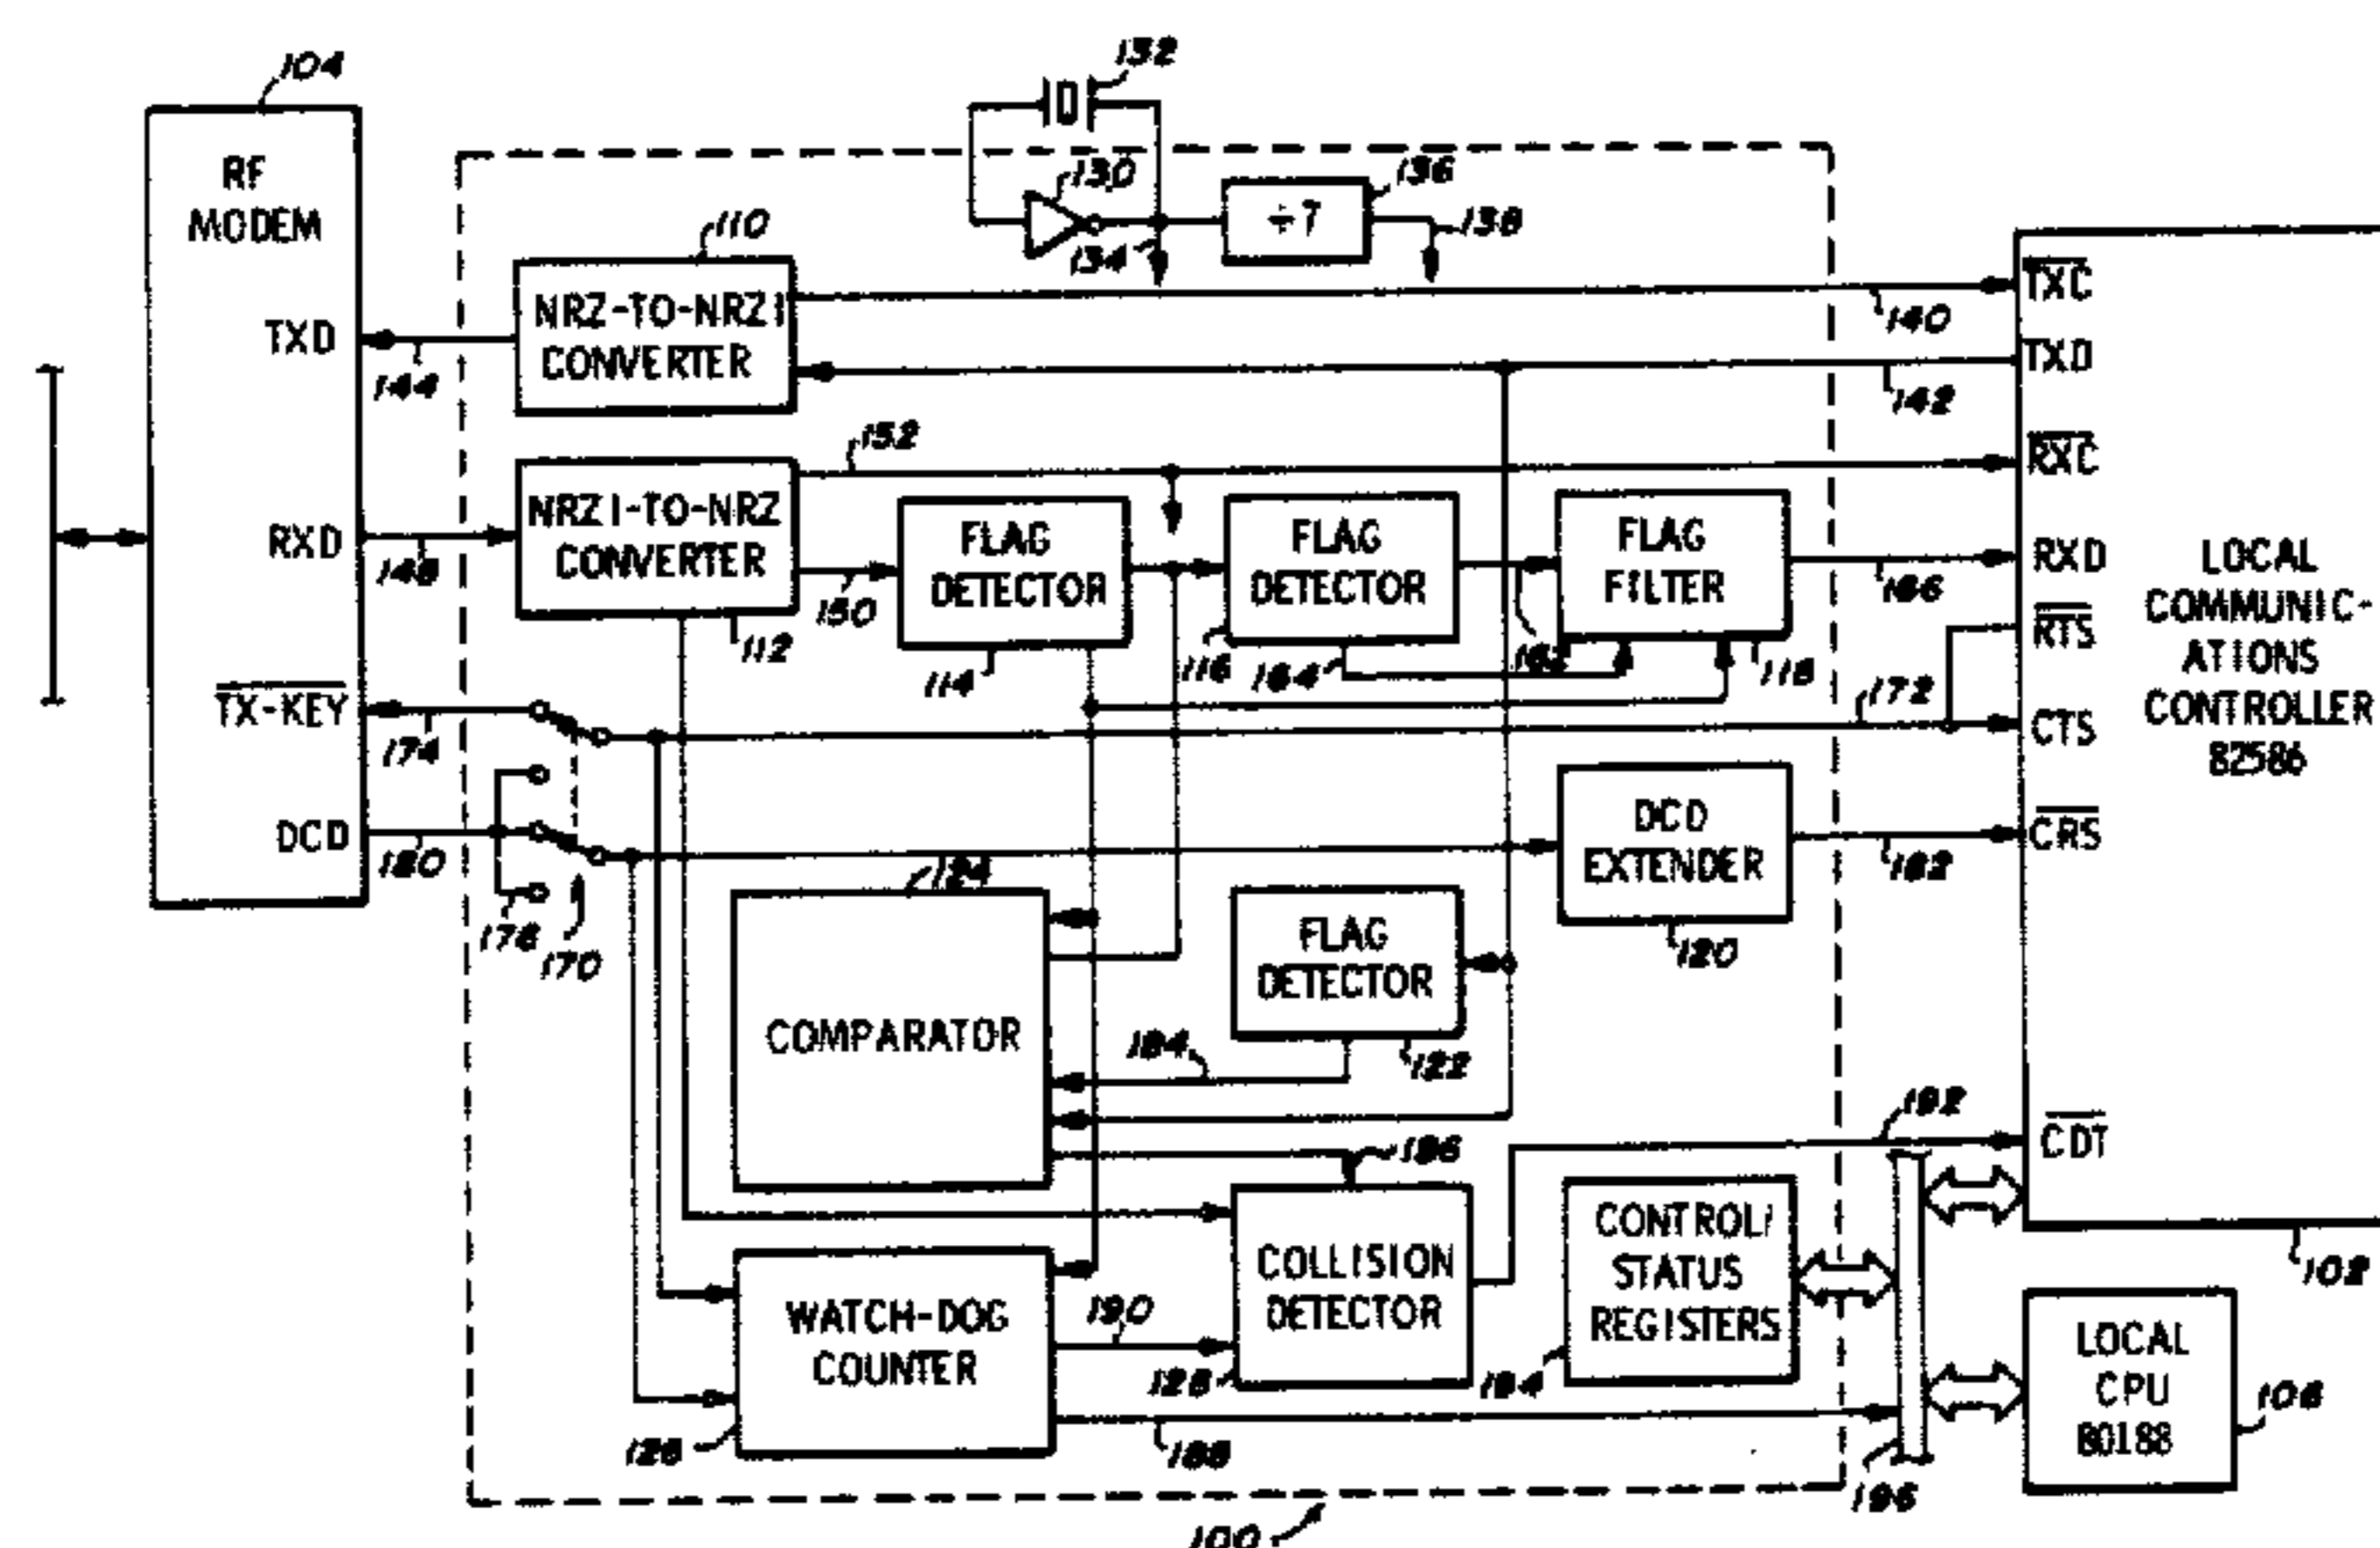 104
RF
MODEM
TXD
RXD
TX-KEY
DCD
132
130
134
÷7
136
138
110
NRZ-TO-NRZI
CONVERTER
144
140
142
152
NRZI-TO-NRZ
CONVERTER
148
150
112
FLAG
DETECTOR
114
FLAG
DETECTOR
116
164
FLAG
FILTER
118
166
172
174
180
178
170
DCD
EXTENDER
120
182
124
COMPARATOR
FLAG
DETECTOR
122
184
186
192
WATCH-DOG
COUNTER
126
190
188
COLLISION
DETECTOR
128
CONTROL/
STATUS
REGISTERS
194
196
100
TXC
TXD
RXC
RXD
RTS
CTS
CRS
CDT
LOCAL
COMMUNIC-
ATIONS
CONTROLLER
82586
102
LOCAL
CPU
80188
106